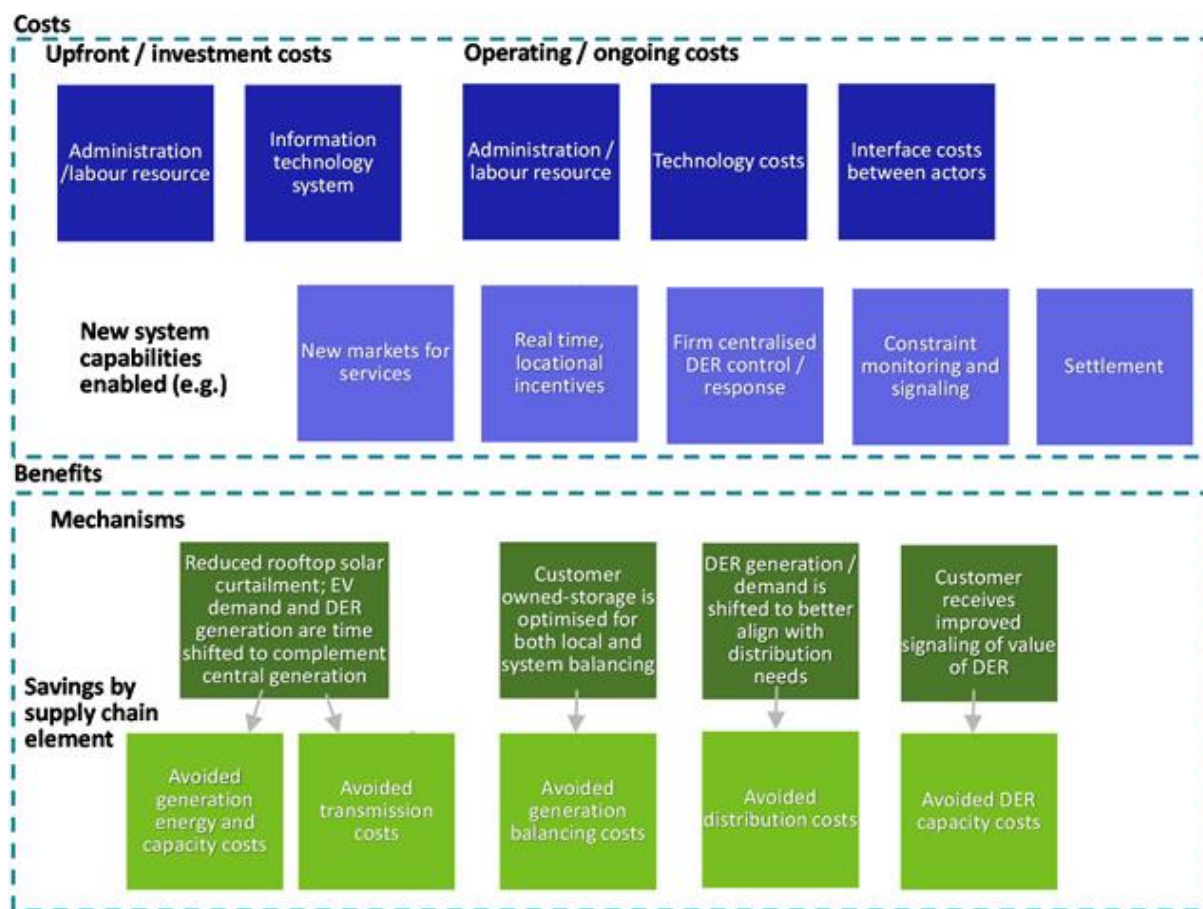 Costs
Upfront / investment costs
Operating / ongoing costs
Administration
/labour resource
Information
technology
system
Administration /
labour resource
Technology costs
Interface costs
between actors
New system
capabilities
enabled (e.g.)
New markets for
services
Real time,
locational
incentives
Firm centralised
DER control /
response
Constraint
monitoring and
signaling
Settlement
Benefits
Mechanisms
Reduced rooftop solar
curtailment; EV
demand and DER
generation are time
shifted to complement
central generation
Customer
owned-storage is
optimised for
both local and
system balancing
DER generation /
demand is
shifted to better
align with
distribution
needs
Customer
receives
improved
signaling of value
of DER
Savings by
supply chain
element
Avoided
generation
energy and
capacity costs
Avoided
transmission
costs
Avoided
generation
balancing costs
Avoided
distribution costs
Avoided DER
capacity costs